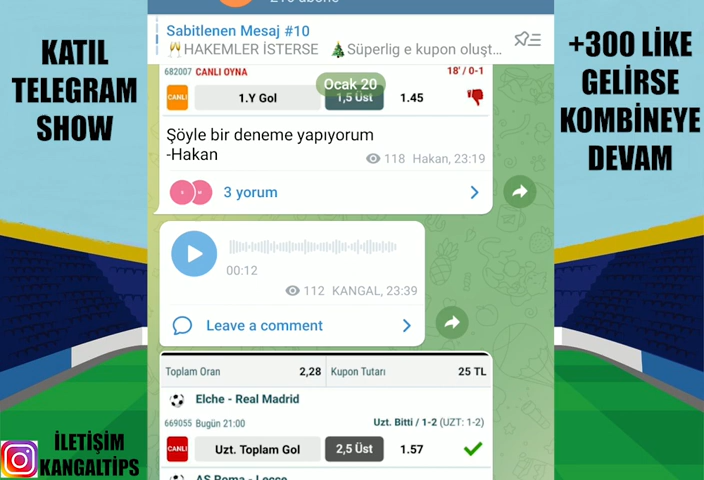 KATIL
TELEGRAM
SHOW
+300 LİKE
GELİRSE
KOMBİNEYE
DEVAM
Sabitlenen Mesaj #10
🥂HAKEMLER İSTERSE 🎄Süperlig e kupon oluşt...
682007 CANLI OYNA 18' / 0-1
Ocak 20
CANLI 1.Y Gol 1,5 Üst 1.45
Şöyle bir deneme yapıyorum
-Hakan
118 Hakan, 23:19
3 yorum
00:12
112 KANGAL, 23:39
Leave a comment
Toplam Oran 2,28 Kupon Tutarı 25 TL
Elche - Real Madrid
669055 Bugün 21:00 Uzt. Bitti / 1-2 (UZT: 1-2)
CANLI Uzt. Toplam Gol 2,5 Üst 1.57
AS Roma - Lecce
İLETİŞİM
KANGALTİPS